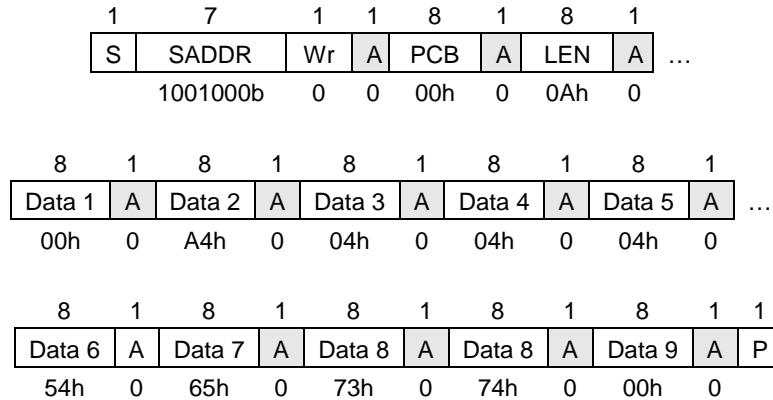 1 7 1 1 8 1 8 1
S SADDR Wr A PCB A LEN A ...
1001000b 0 0 00h 0 0Ah 0
8 1 8 1 8 1 8 1 8 1
Data 1 A Data 2 A Data 3 A Data 4 A Data 5 A ...
00h 0 A4h 0 04h 0 04h 0 04h 0
8 1 8 1 8 1 8 1 8 1 1
Data 6 A Data 7 A Data 8 A Data 8 A Data 9 A P
54h 0 65h 0 73h 0 74h 0 00h 0